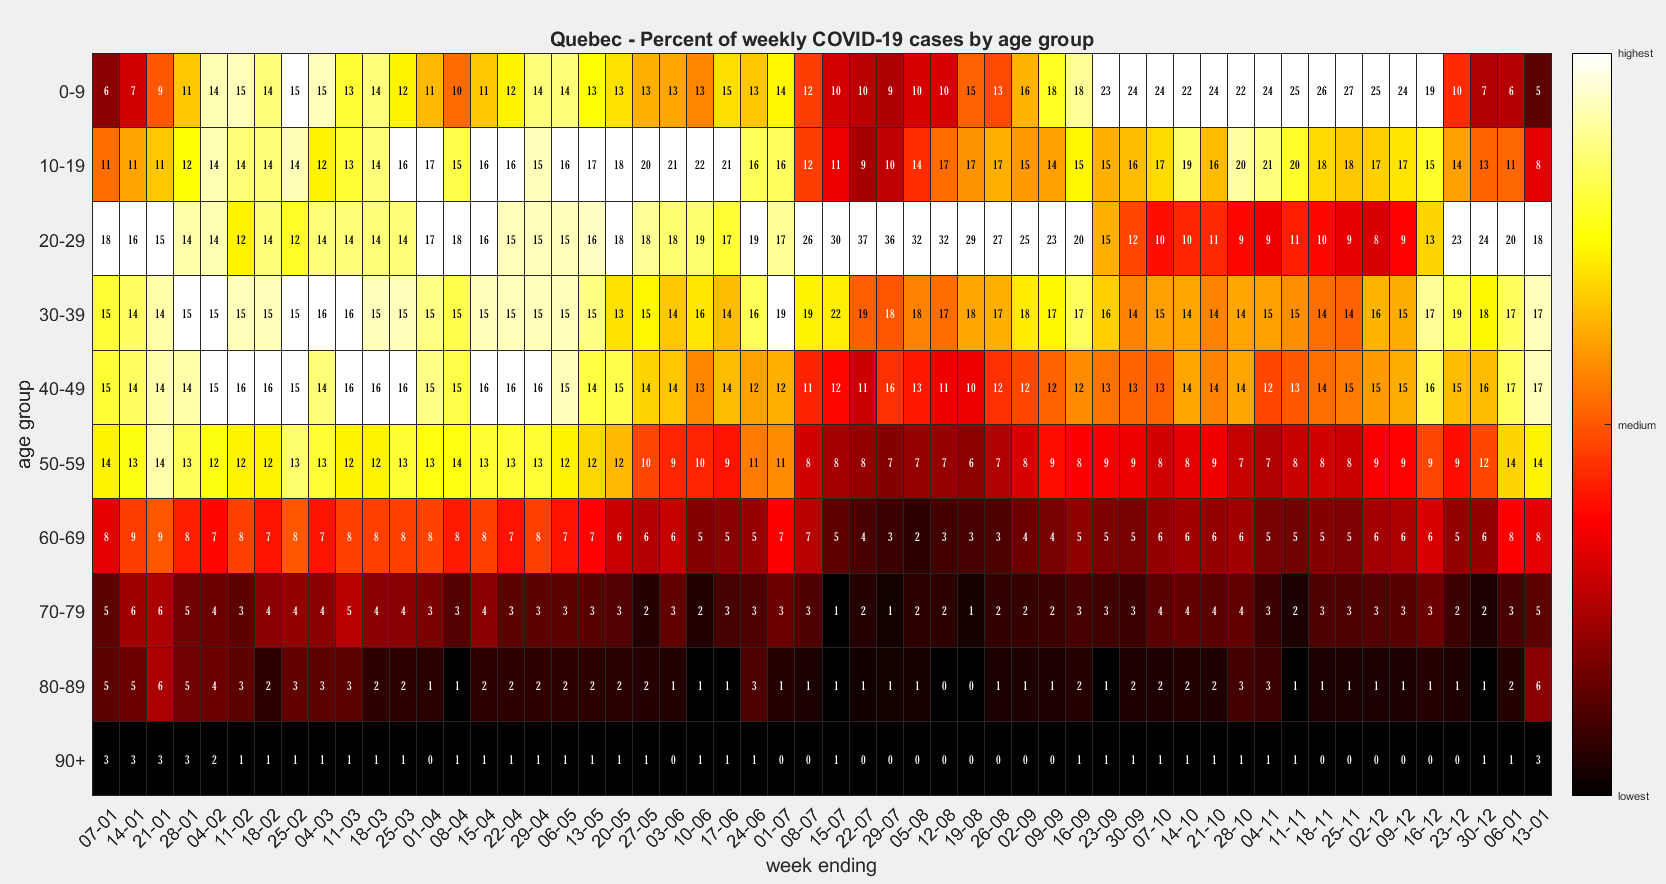 Quebec - Percent of weekly COVID-19 cases by age group
highest
0-9 6 7 9 11 14 15 14 15 15 13 14 12 11 10 11 12 14 14 13 13 13 13 13 15 13 14 12 10 10 9 10 10 15 13 16 18 18 23 24 24 22 24 22 24 25 26 27 25 24 19 10 7 6 5
10-19 11 11 11 12 14 14 14 14 12 13 14 16 17 15 16 16 15 16 17 18 20 21 22 21 16 16 12 11 9 10 14 17 17 17 15 14 15 15 16 17 19 16 20 21 20 18 18 17 17 15 14 13 11 8
20-29 18 16 15 14 14 12 14 12 14 14 14 14 17 18 16 15 15 15 16 18 18 18 19 17 19 17 26 30 37 36 32 32 29 27 25 23 20 15 12 10 10 11 9 9 11 10 9 8 9 13 23 24 20 18
30-39 15 14 14 15 15 15 15 15 16 16 15 15 15 15 15 15 15 15 15 13 15 14 16 14 16 19 19 22 19 18 18 17 18 17 18 17 17 16 14 15 14 14 14 15 15 14 14 16 15 17 19 18 17 17
40-49 15 14 14 14 15 16 16 15 14 16 16 16 15 15 16 16 16 15 14 15 14 14 13 14 12 12 11 12 11 16 13 11 10 12 12 12 12 13 13 13 14 14 14 12 13 14 15 15 15 16 15 16 17 17
medium
50-59 14 13 14 13 12 12 12 13 13 12 12 13 13 14 13 13 13 12 12 12 10 9 10 9 11 11 8 8 8 7 7 7 6 7 8 9 8 9 9 8 8 9 7 7 8 8 8 9 9 9 9 12 14 14
60-69 8 9 9 8 7 8 7 8 7 8 8 8 8 8 8 7 8 7 7 6 6 6 5 5 5 7 7 5 4 3 2 3 3 3 4 4 5 5 5 6 6 6 6 5 5 5 5 6 6 6 5 6 8 8
70-79 5 6 6 5 4 3 4 4 4 5 4 4 3 3 4 3 3 3 3 3 2 3 2 3 3 3 3 1 2 1 2 2 1 2 2 2 3 3 3 4 4 4 4 3 2 3 3 3 3 3 2 2 3 5
80-89 5 5 6 5 4 3 2 3 3 3 2 2 1 1 2 2 2 2 2 2 2 1 1 1 3 1 1 1 1 1 1 0 0 1 1 1 2 1 2 2 2 2 3 3 1 1 1 1 1 1 1 1 2 6
90+ 3 3 3 3 2 1 1 1 1 1 1 1 0 1 1 1 1 1 1 1 1 0 1 1 1 0 0 1 0 0 0 0 0 0 0 0 1 1 1 1 1 1 1 1 1 0 0 0 0 0 0 1 1 3
lowest
age group
07-01 14-01 21-01 28-01 04-02 11-02 18-02 25-02 04-03 11-03 18-03 25-03 01-04 08-04 15-04 22-04 29-04 06-05 13-05 20-05 27-05 03-06 10-06 17-06 24-06 01-07 08-07 15-07 22-07 29-07 05-08 12-08 19-08 26-08 02-09 09-09 16-09 23-09 30-09 07-10 14-10 21-10 28-10 04-11 11-11 18-11 25-11 02-12 09-12 16-12 23-12 30-12 06-01 13-01
week ending